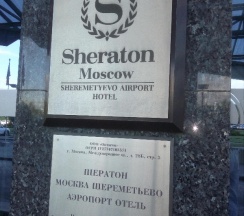 S
Sheraton
Moscow
SHEREMETYEVO AIRPORT
HOTEL
ШЕРАТОН
МОСКВА ШЕРЕМЕТЬЕВО
АЭРОПОРТ ОТЕЛЬ